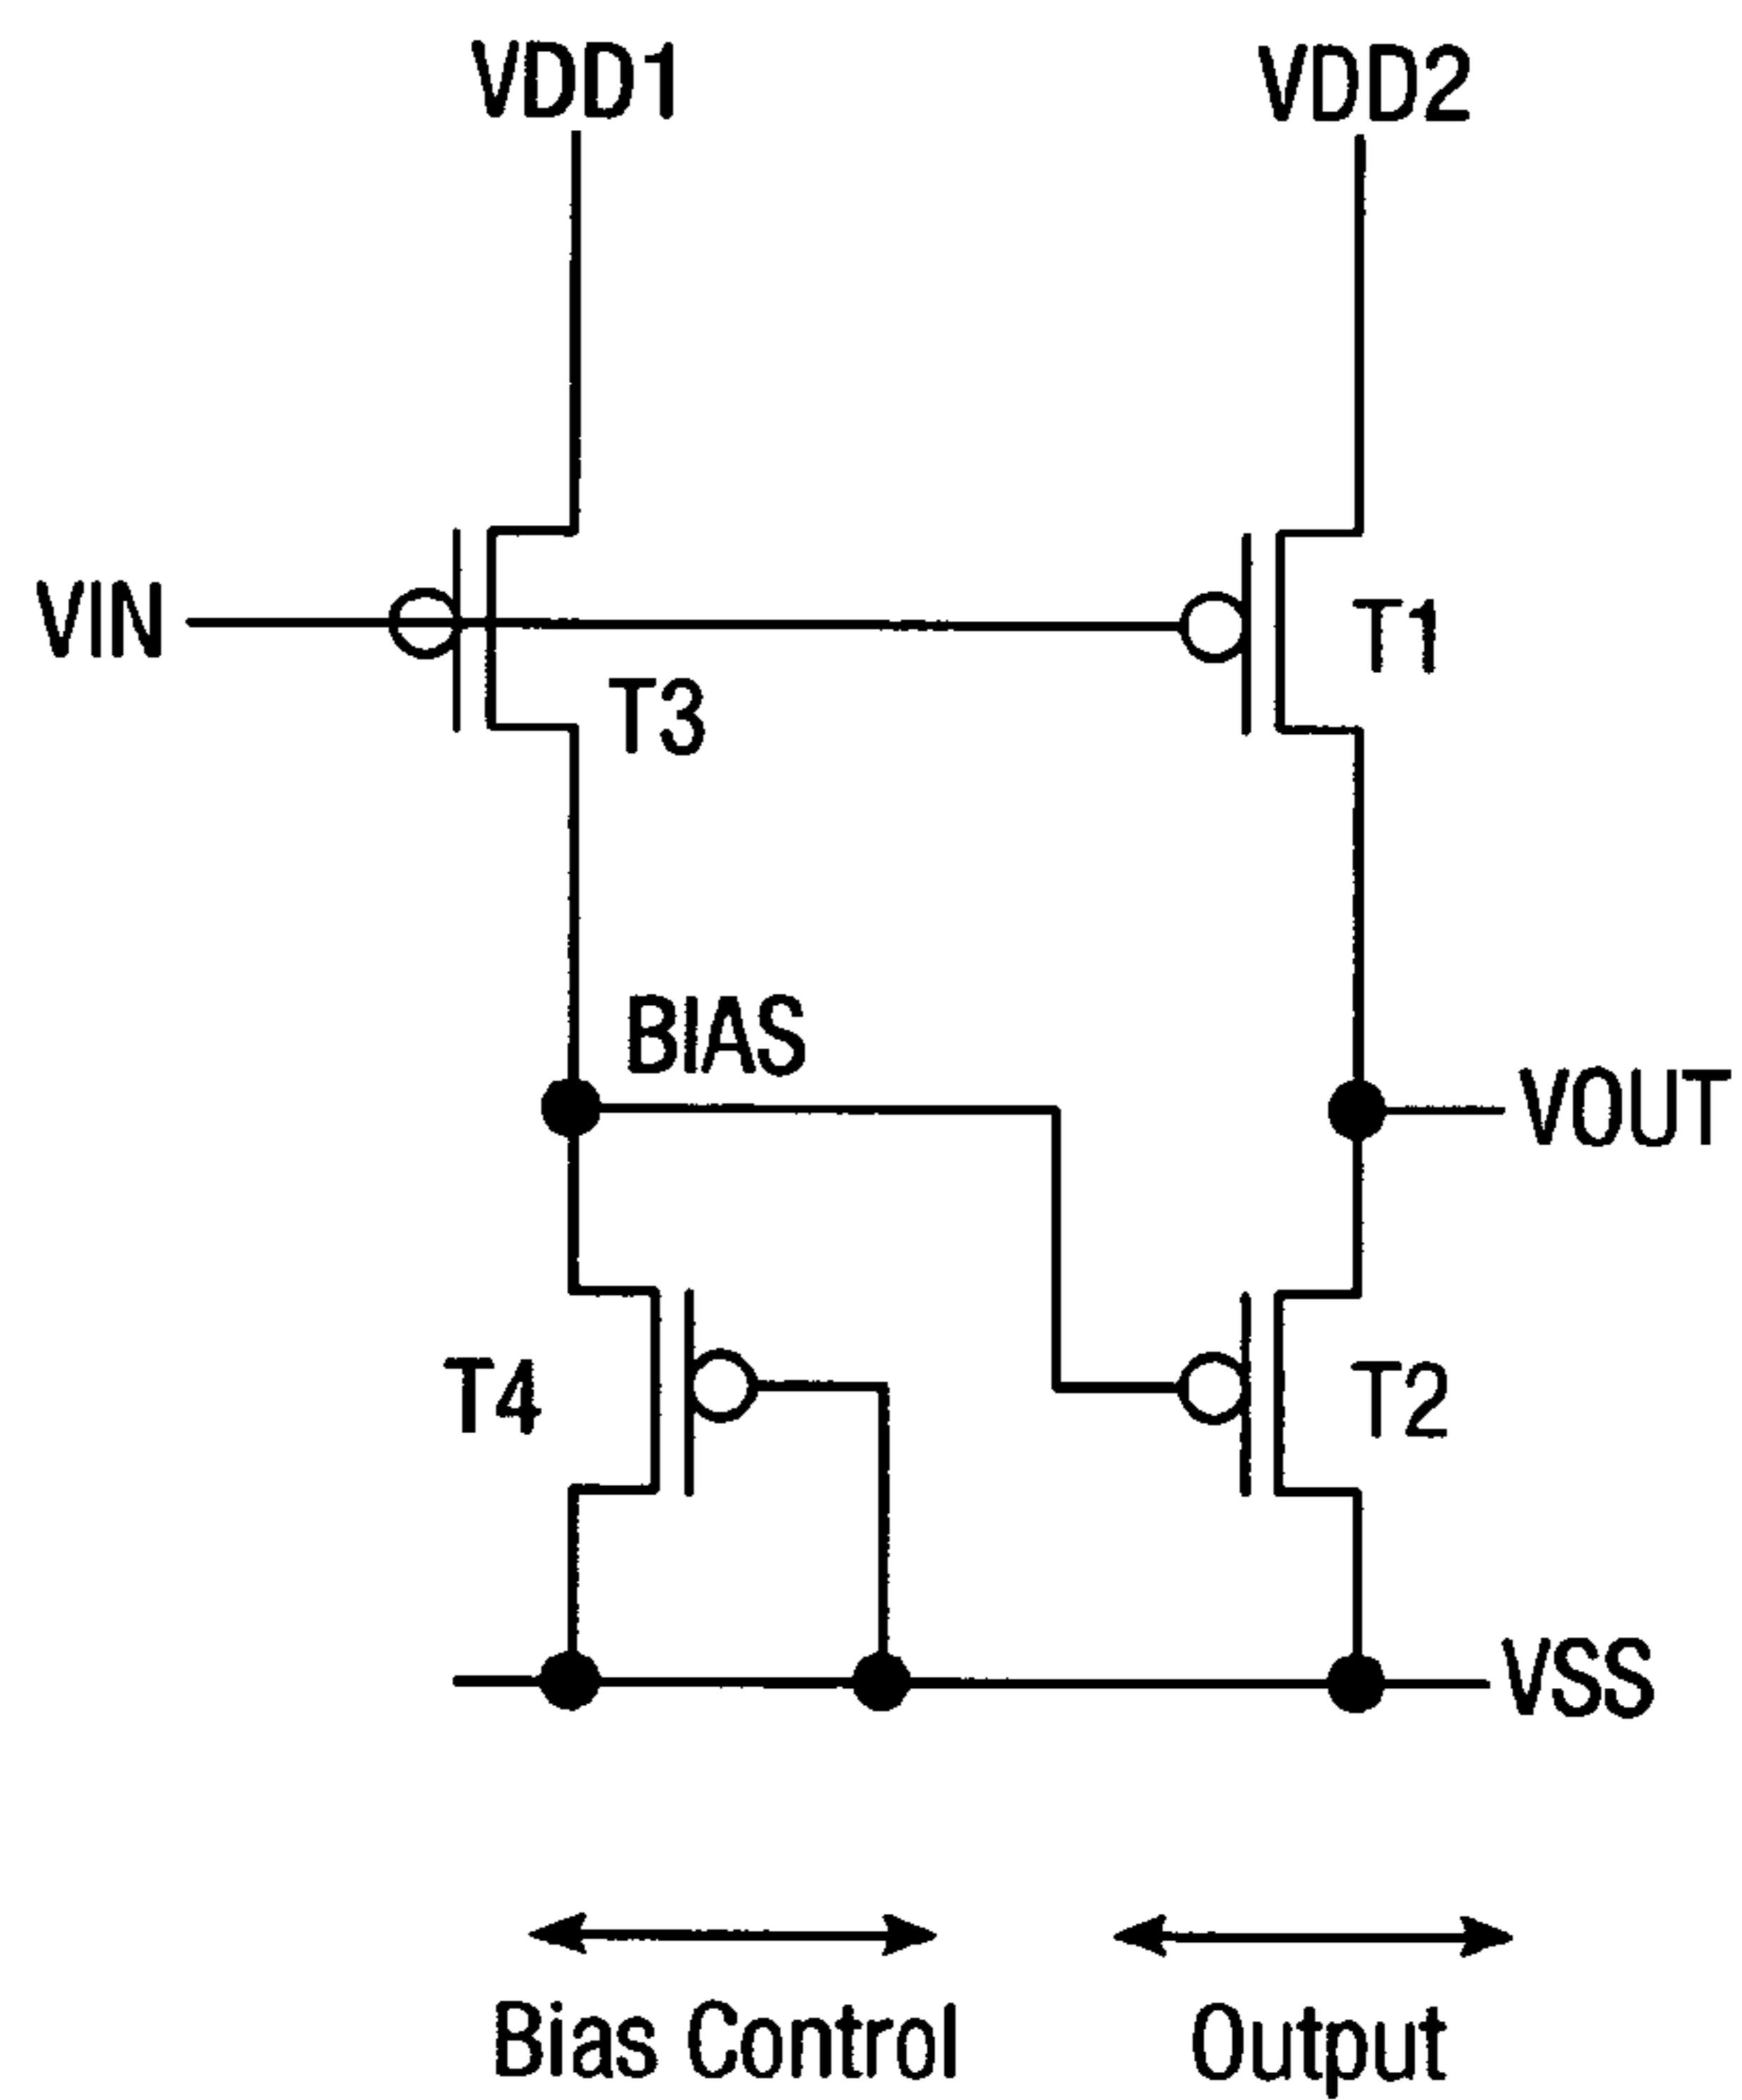 VDD1
VDD2
VIN
T1
T3
BIAS
VOUT
T4
T2
VSS
Bias Control
Output